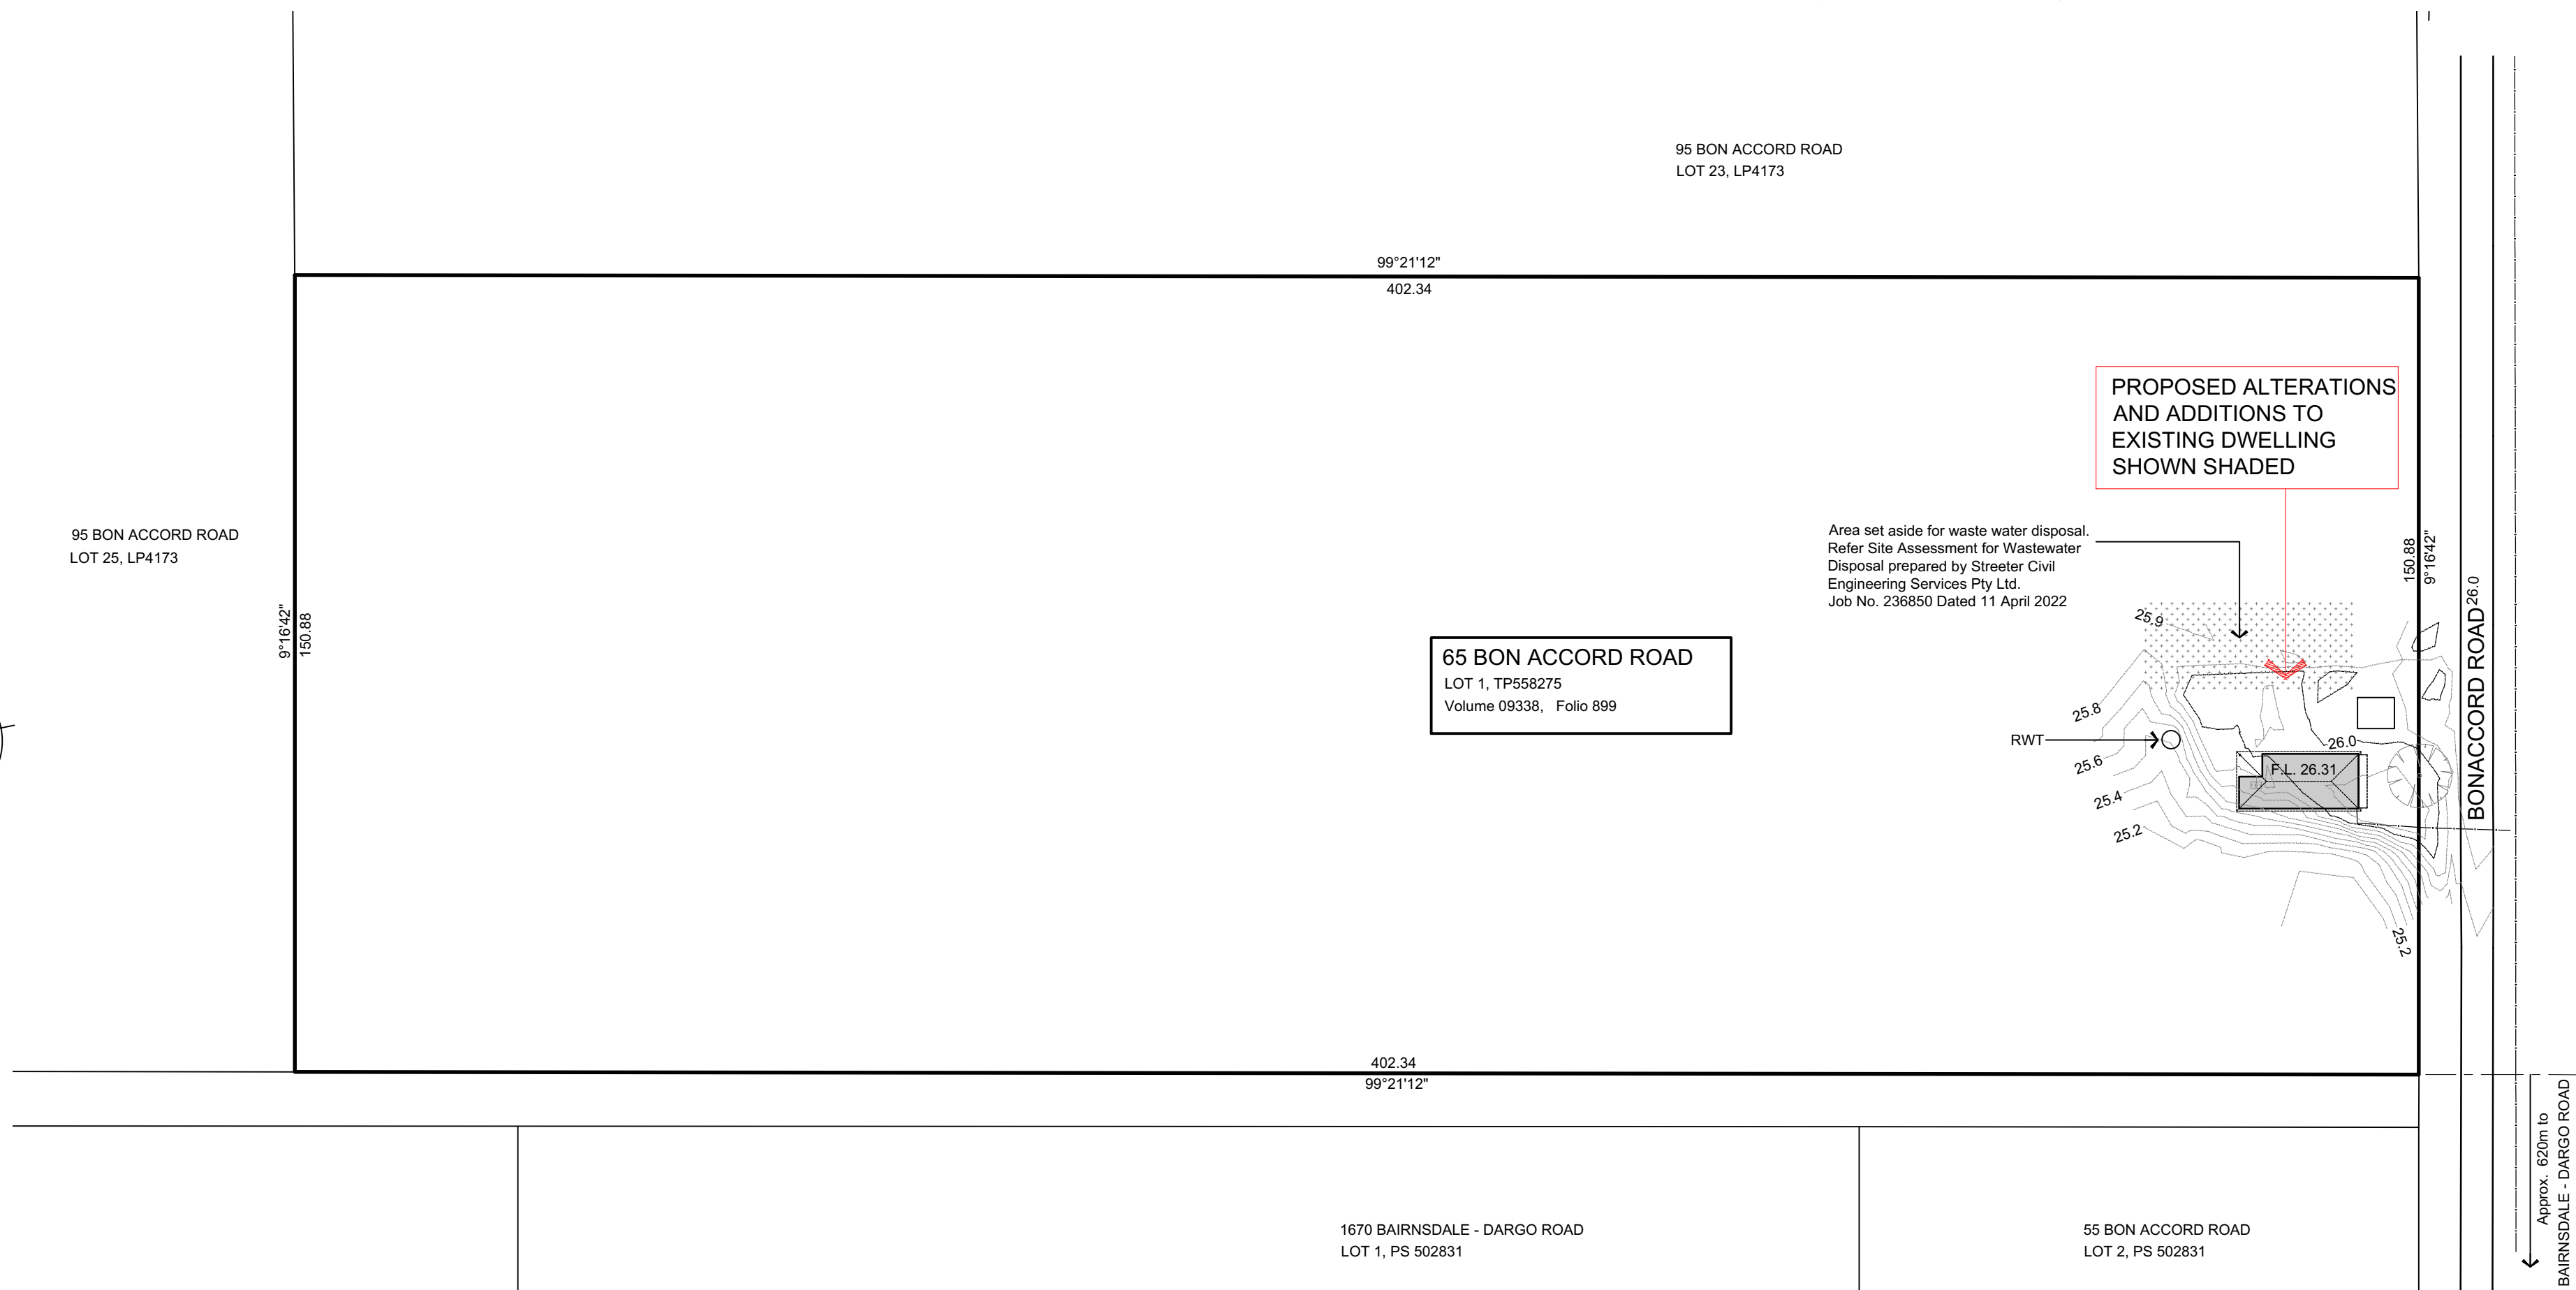 95 BON ACCORD ROAD
LOT 23, LP4173
99°21'12"
402.34
PROPOSED ALTERATIONS
AND ADDITIONS TO
EXISTING DWELLING
SHOWN SHADED
95 BON ACCORD ROAD
LOT 25, LP4173
Area set aside for waste water disposal.
Refer Site Assessment for Wastewater
Disposal prepared by Streeter Civil
Engineering Services Pty Ltd.
Job No. 236850 Dated 11 April 2022
150.88
9°16'42"
26.0
BONACCORD ROAD
9°16'42"
150.88
25.9
65 BON ACCORD ROAD
LOT 1, TP558275
Volume 09338, Folio 899
25.8
RWT
26.0
25.6
F.L. 26.31
25.4
25.2
25.2
402.34
99°21'12"
Approx. 620m to
BAIRNSDALE - DARGO ROAD
1670 BAIRNSDALE - DARGO ROAD
LOT 1, PS 502831
55 BON ACCORD ROAD
LOT 2, PS 502831